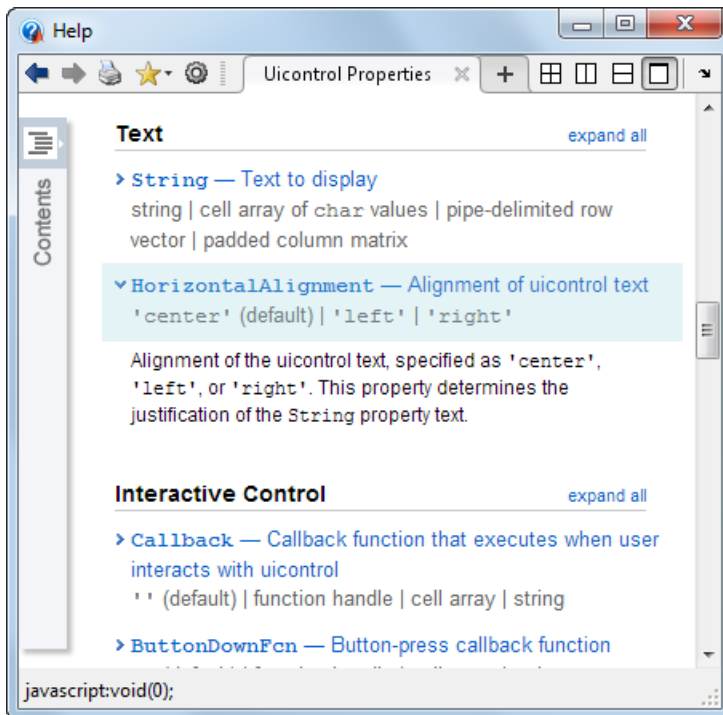 Help
Uicontrol Properties
Contents
Text
expand all
String — Text to display
string | cell array of char values | pipe-delimited row
vector | padded column matrix
HorizontalAlignment — Alignment of uicontrol text
'center' (default) | 'left' | 'right'
Alignment of the uicontrol text, specified as 'center',
'left', or 'right'. This property determines the
justification of the String property text.
Interactive Control
expand all
Callback — Callback function that executes when user
interacts with uicontrol
' ' (default) | function handle | cell array | string
ButtonDownFcn — Button-press callback function
javascript:void(0);